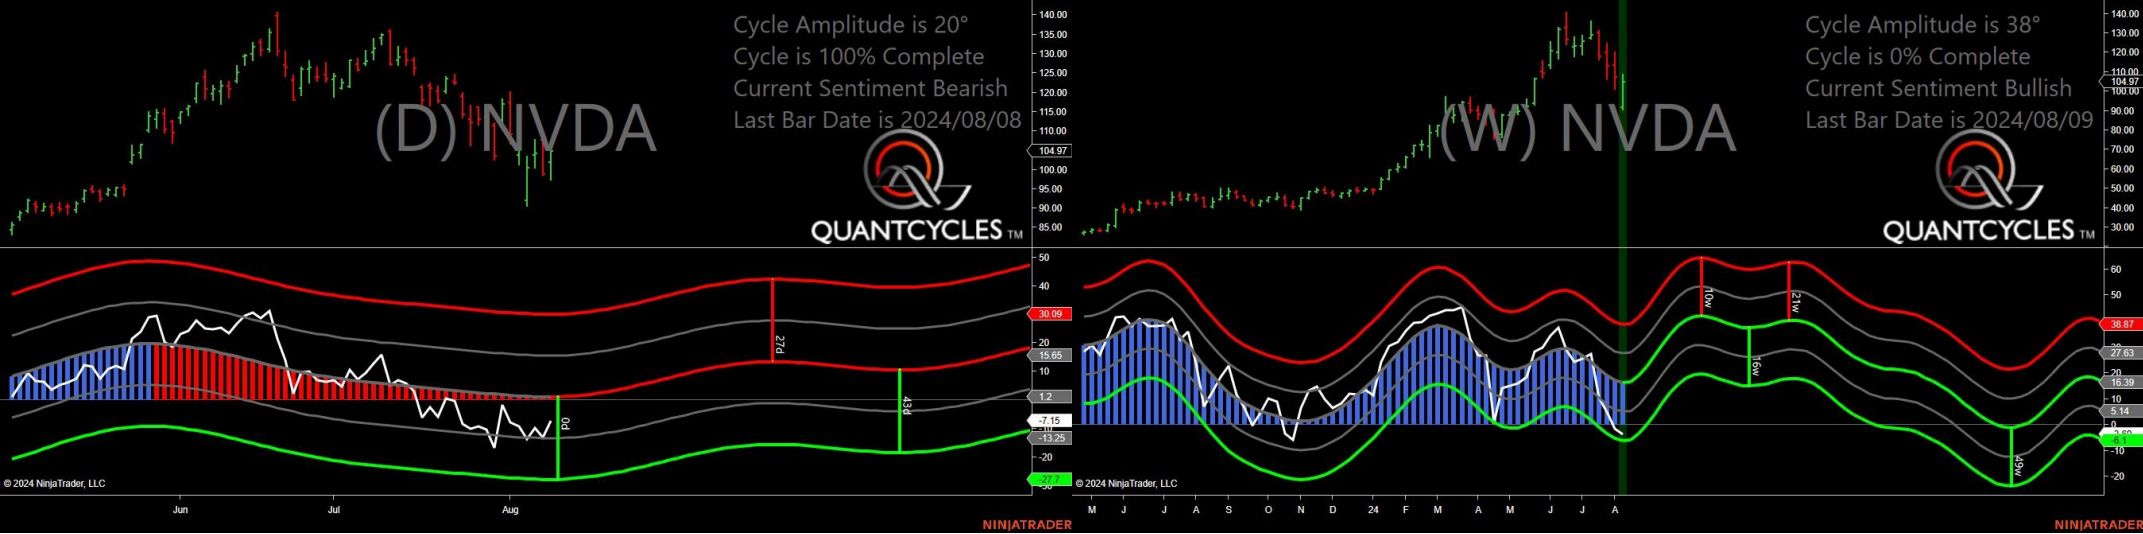 Cycle Amplitude is 20°
Cycle is 100% Complete
Current Sentiment Bearish
Last Bar Date is 2024/08/08
(D) NVDA
QUANTCYCLES TM
140.00
135.00
130.00
125.00
120.00
115.00
110.00
104.97
100.00
95.00
90.00
85.00
50
40
30.09
20
15.65
10
1.2
-7.15
-10
-13.25
-20
-27.7
27d
0d
43d
© 2024 NinjaTrader, LLC
Jun
Jul
Aug
NINJATRADER
Cycle Amplitude is 38°
Cycle is 0% Complete
Current Sentiment Bullish
Last Bar Date is 2024/08/09
(W) NVDA
QUANTCYCLES TM
140.00
130.00
120.00
110.00
104.97
100.00
90.00
80.00
70.00
60.00
50.00
40.00
30.00
60
50
38.87
27.63
20
16.39
5.14
0
-6.1
-10
-20
10w
21w
16w
49w
© 2024 NinjaTrader, LLC
M J J A S O N D 24 F M A M J J A
NINJATRADER